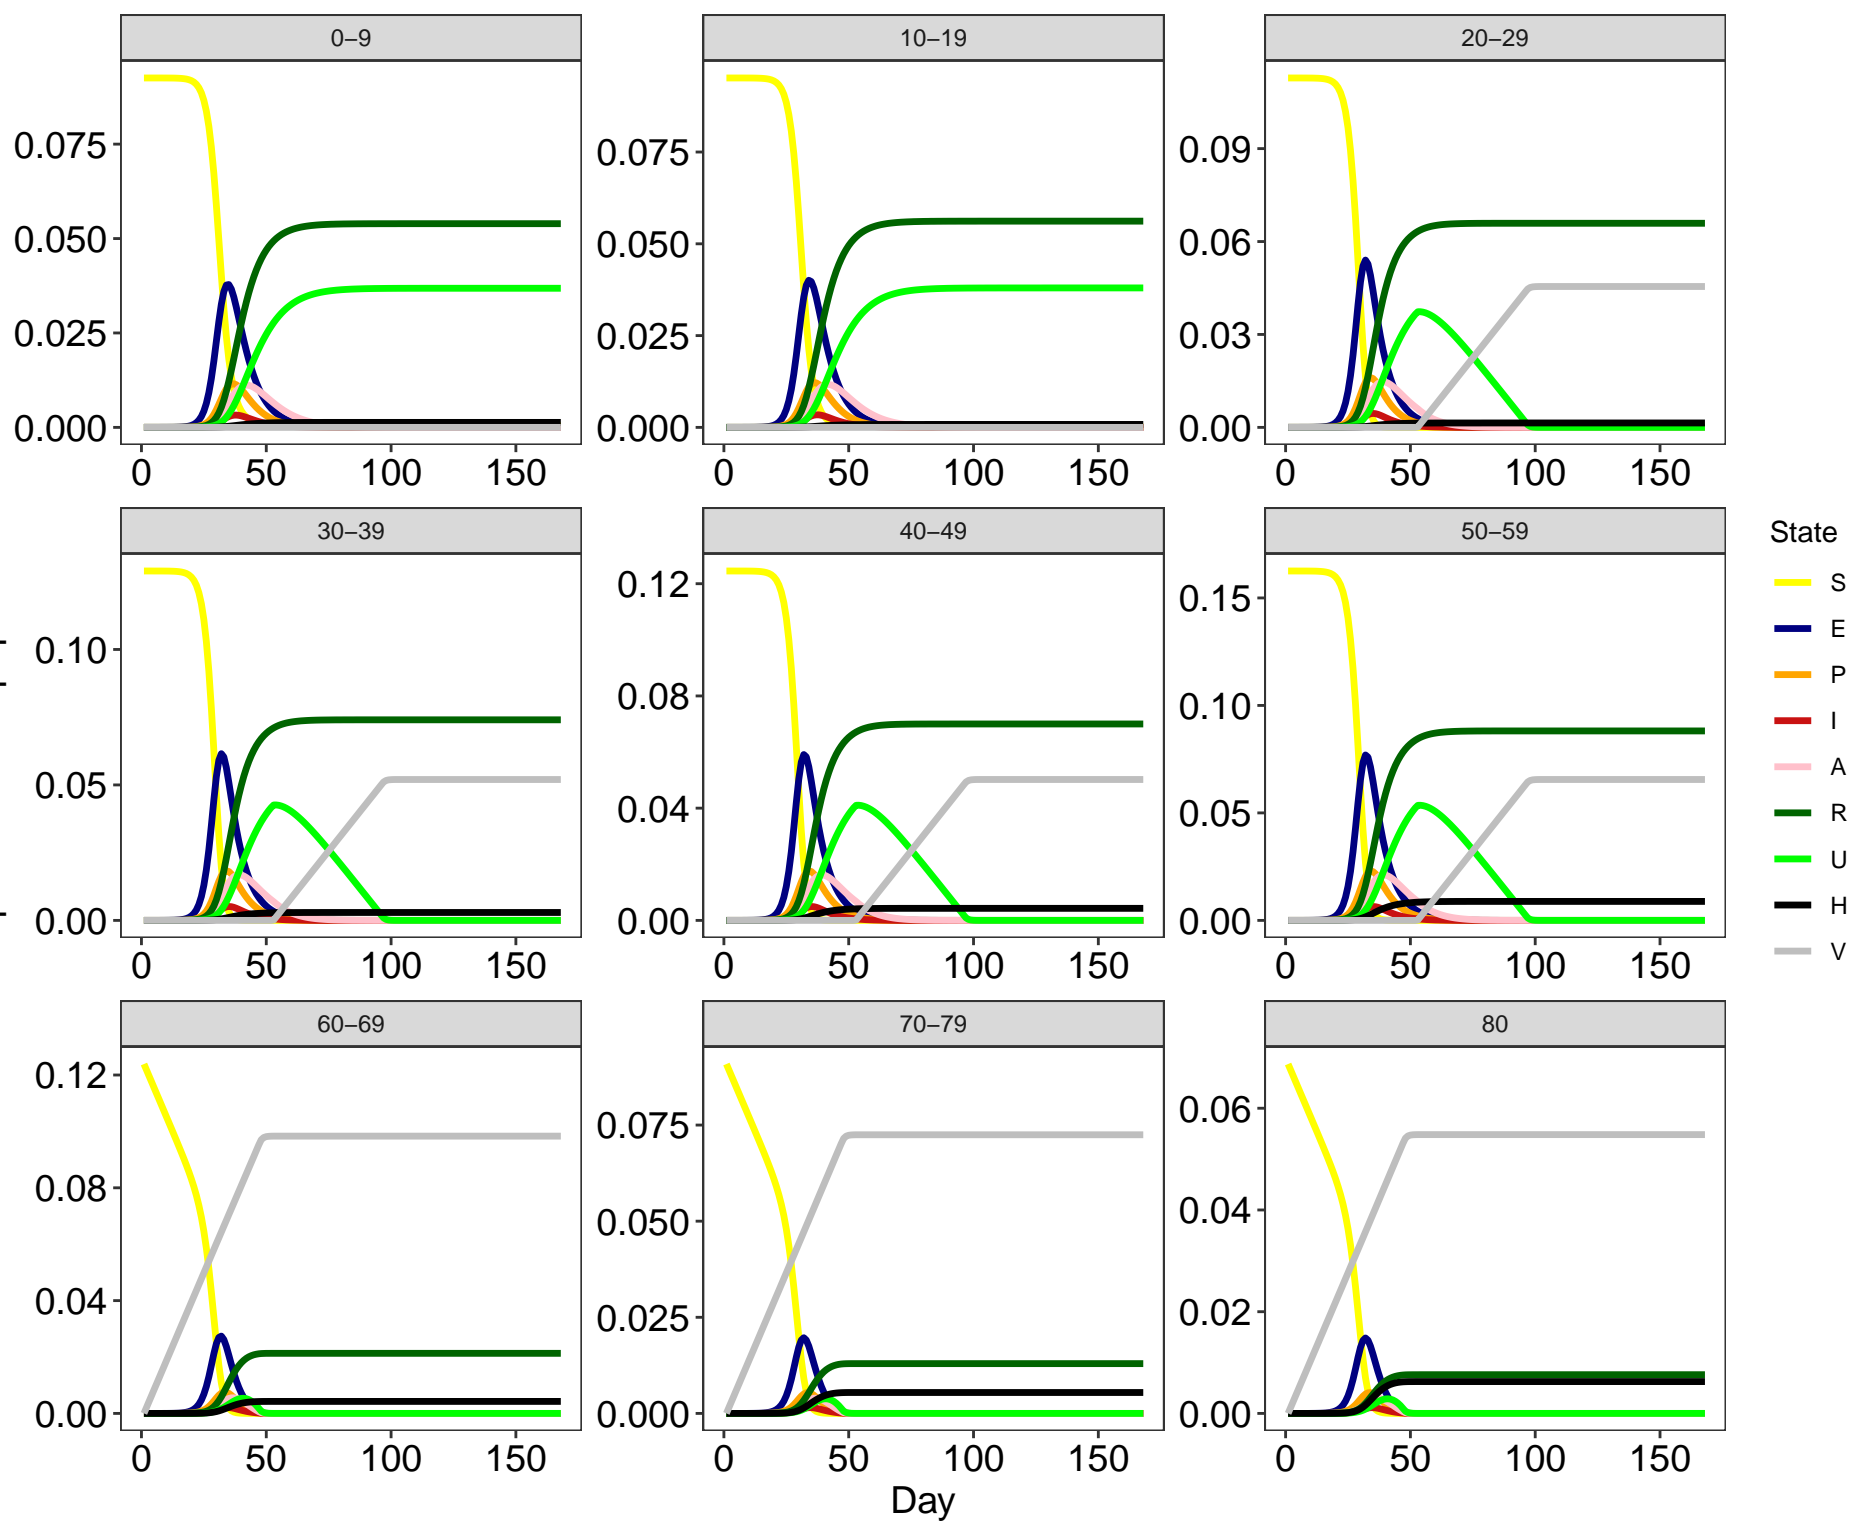 0–9 10–19 20–29
0.075 0.075 0.09
0.050 0.050 0.06
0.025 0.025 0.03
0.000 0.000 0.00
0 50 100 150 0 50 100 150 0 50 100 150
30–39 40–49 50–59
0.10 0.12 0.15
0.05 0.08 0.10
0.00 0.04 0.05
0.00 0.00
0 50 100 150 0 50 100 150 0 50 100 150
60–69 70–79 80
0.12 0.075 0.06
0.08 0.050 0.04
0.04 0.025 0.02
0.00 0.000 0.00
0 50 100 150 0 50 100 150 0 50 100 150
Day
State
S
E
P
I
A
R
U
H
V